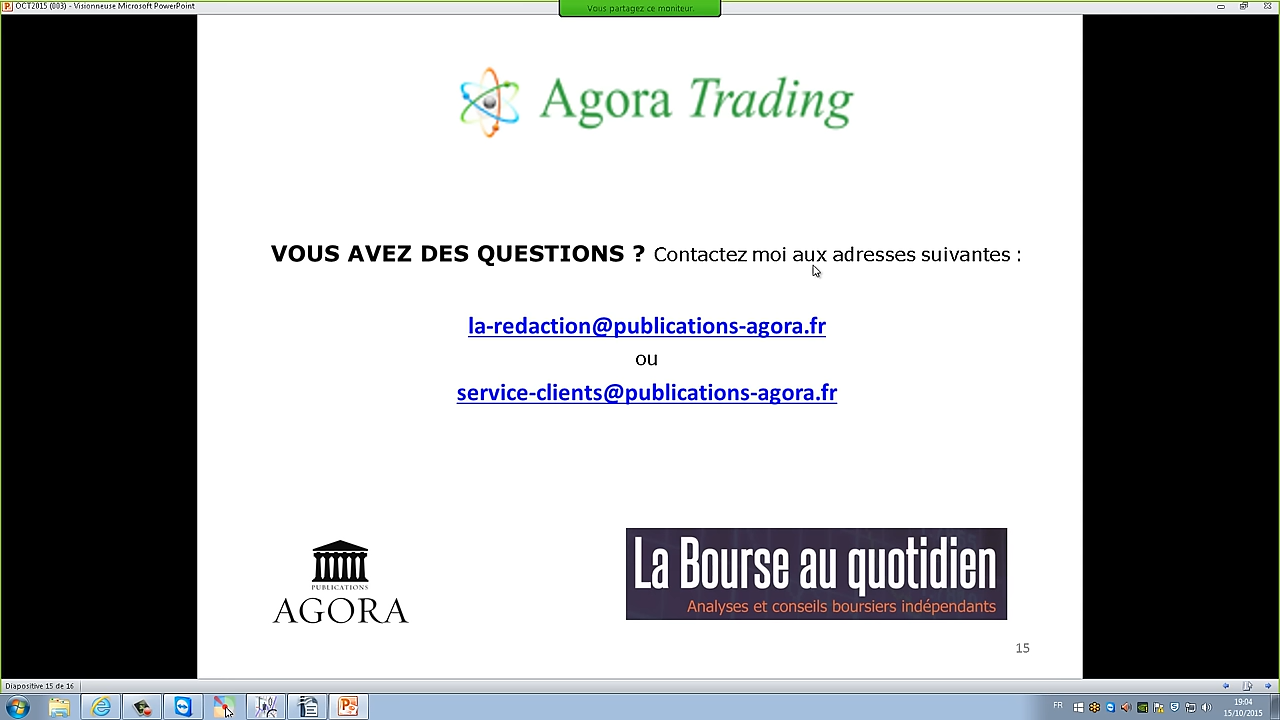 OCT2015 (003) - Visionneuse Microsoft PowerPoint
Vous partagez ce moniteur.
Agora Trading
VOUS AVEZ DES QUESTIONS ? Contactez moi aux adresses suivantes :
la-redaction@publications-agora.fr
ou
service-clients@publications-agora.fr
PUBLICATIONS
AGORA
La Bourse au quotidien
Analyses et conseils boursiers indépendants
15
Diapositive 15 de 16
FR
19:04
15/10/2015